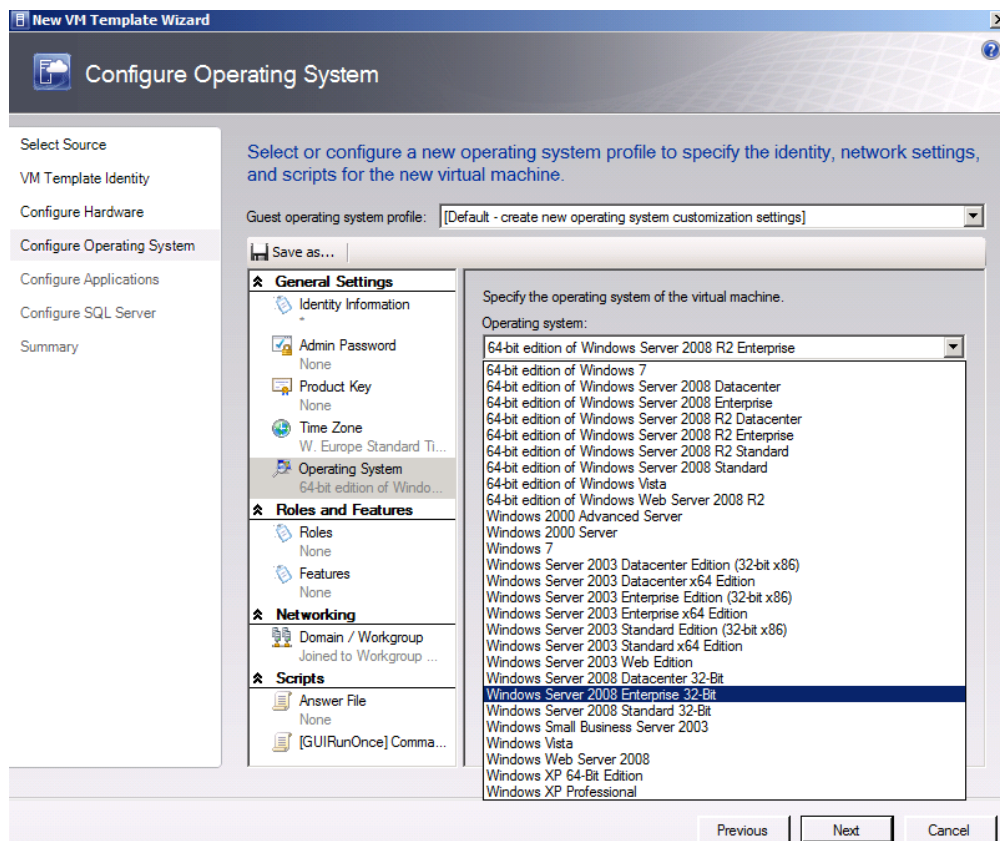 New VM Template Wizard
Configure Operating System
Select Source
VM Template Identity
Configure Hardware
Configure Operating System
Configure Applications
Configure SQL Server
Summary
Select or configure a new operating system profile to specify the identity, network settings,
and scripts for the new virtual machine.
Guest operating system profile: [Default - create new operating system customization settings]
Save as...
General Settings
Identity Information
*
Admin Password
None
Product Key
None
Time Zone
W. Europe Standard Ti...
Operating System
64-bit edition of Windo...
Roles and Features
Roles
None
Features
None
Networking
Domain / Workgroup
Joined to Workgroup ...
Scripts
Answer File
None
[GUIRunOnce] Comma...
Specify the operating system of the virtual machine.
Operating system:
64-bit edition of Windows Server 2008 R2 Enterprise
64-bit edition of Windows 7
64-bit edition of Windows Server 2008 Datacenter
64-bit edition of Windows Server 2008 Enterprise
64-bit edition of Windows Server 2008 R2 Datacenter
64-bit edition of Windows Server 2008 R2 Enterprise
64-bit edition of Windows Server 2008 R2 Standard
64-bit edition of Windows Server 2008 Standard
64-bit edition of Windows Vista
64-bit edition of Windows Web Server 2008 R2
Windows 2000 Advanced Server
Windows 2000 Server
Windows 7
Windows Server 2003 Datacenter Edition (32-bit x86)
Windows Server 2003 Datacenter x64 Edition
Windows Server 2003 Enterprise Edition (32-bit x86)
Windows Server 2003 Enterprise x64 Edition
Windows Server 2003 Standard Edition (32-bit x86)
Windows Server 2003 Standard x64 Edition
Windows Server 2003 Web Edition
Windows Server 2008 Datacenter 32-Bit
Windows Server 2008 Enterprise 32-Bit
Windows Server 2008 Standard 32-Bit
Windows Small Business Server 2003
Windows Vista
Windows Web Server 2008
Windows XP 64-Bit Edition
Windows XP Professional
Previous
Next
Cancel